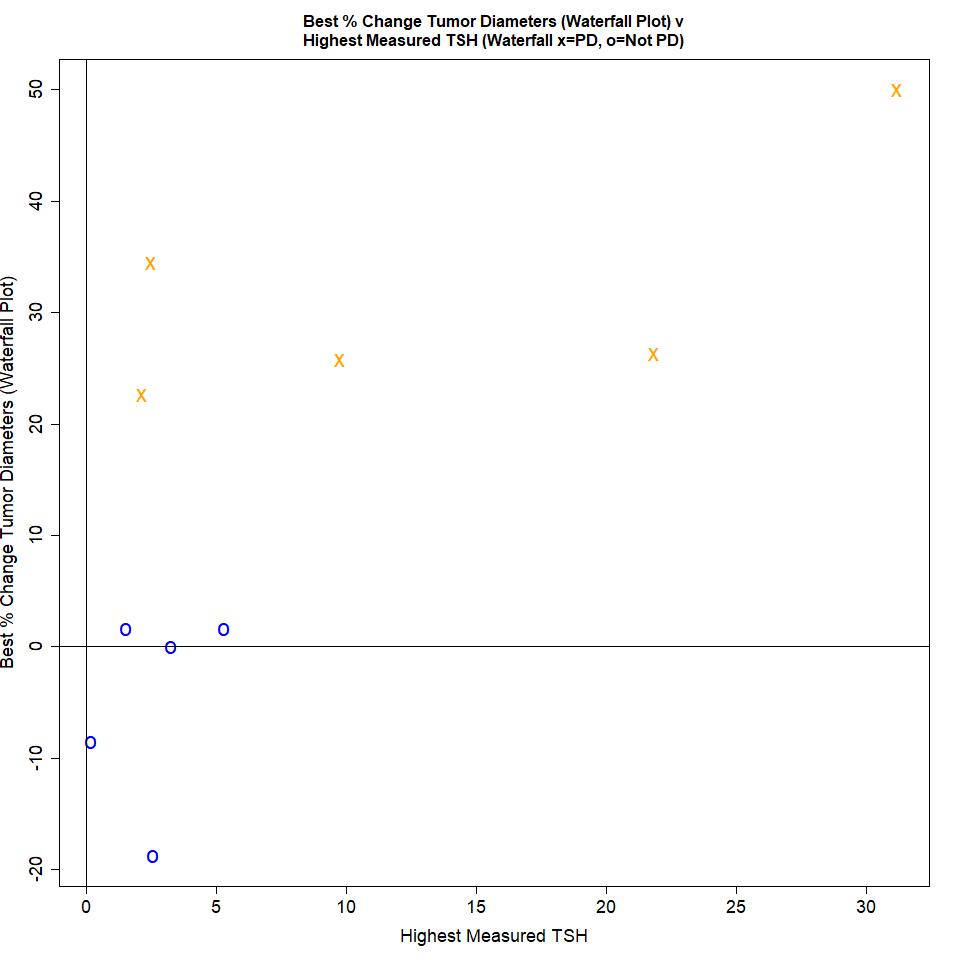 Best % Change Tumor Diameters (Waterfall Plot) v
Highest Measured TSH (Waterfall x=PD, o=Not PD)
Best % Change Tumor Diameters (Waterfall Plot)
50
40
30
20
10
0
-10
-20
X
X
X
X
X
O
O
O
O
O
0
5
10
15
20
25
30
Highest Measured TSH